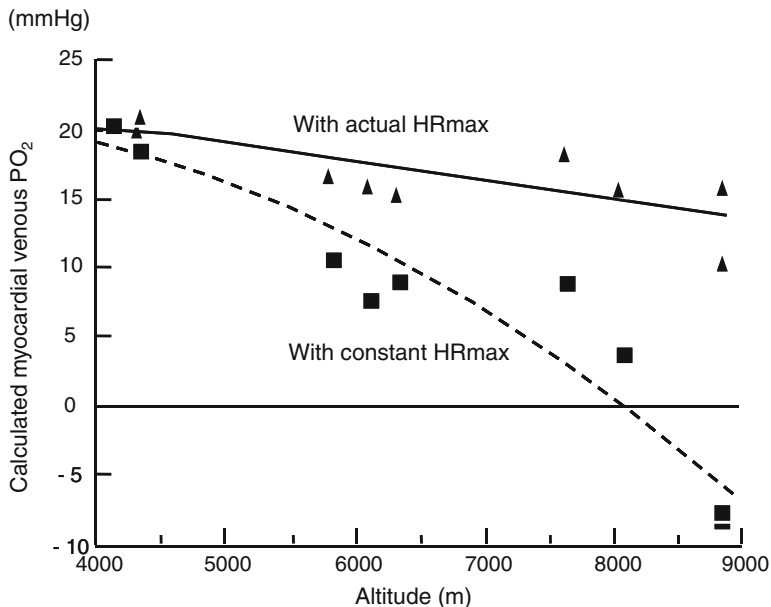 (mmHg)
25
20
15
10
5
0
- 5
- 10
Calculated myocardial venous PO2
With actual HRmax
With constant HRmax
4000 5000 6000 7000 8000 9000
Altitude (m)